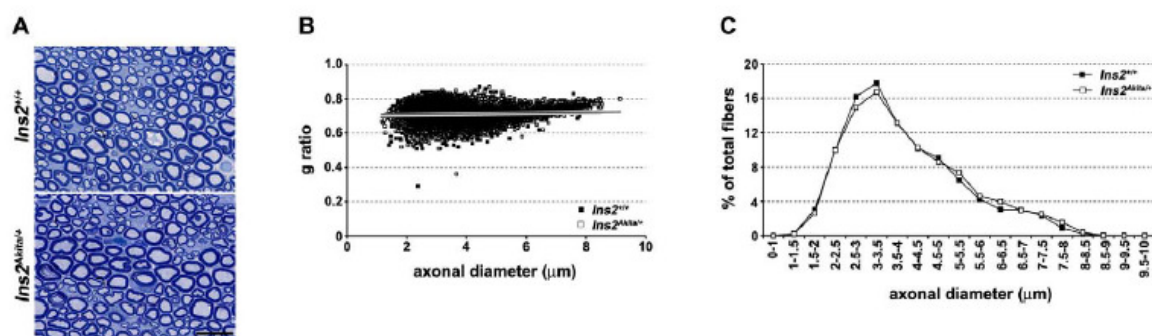 A
Ins2+/+
Ins2Akita/+
B
g ratio
1.0
0.8
0.6
0.4
0.2
0
0
2
4
6
8
10
axonal diameter (μm)
Ins2+/+
Ins2Akita/+
C
% of total fibers
20
16
12
8
4
0
Ins2+/+
Ins2Akita/+
0-1
1-1.5
1.5-2
2-2.5
2.5-3
3-3.5
3.5-4
4-4.5
4.5-5
5-5.5
5.5-6
6-6.5
6.5-7
7-7.5
7.5-8
8-8.5
8.5-9
9-9.5
9.5-10
axonal diameter (μm)